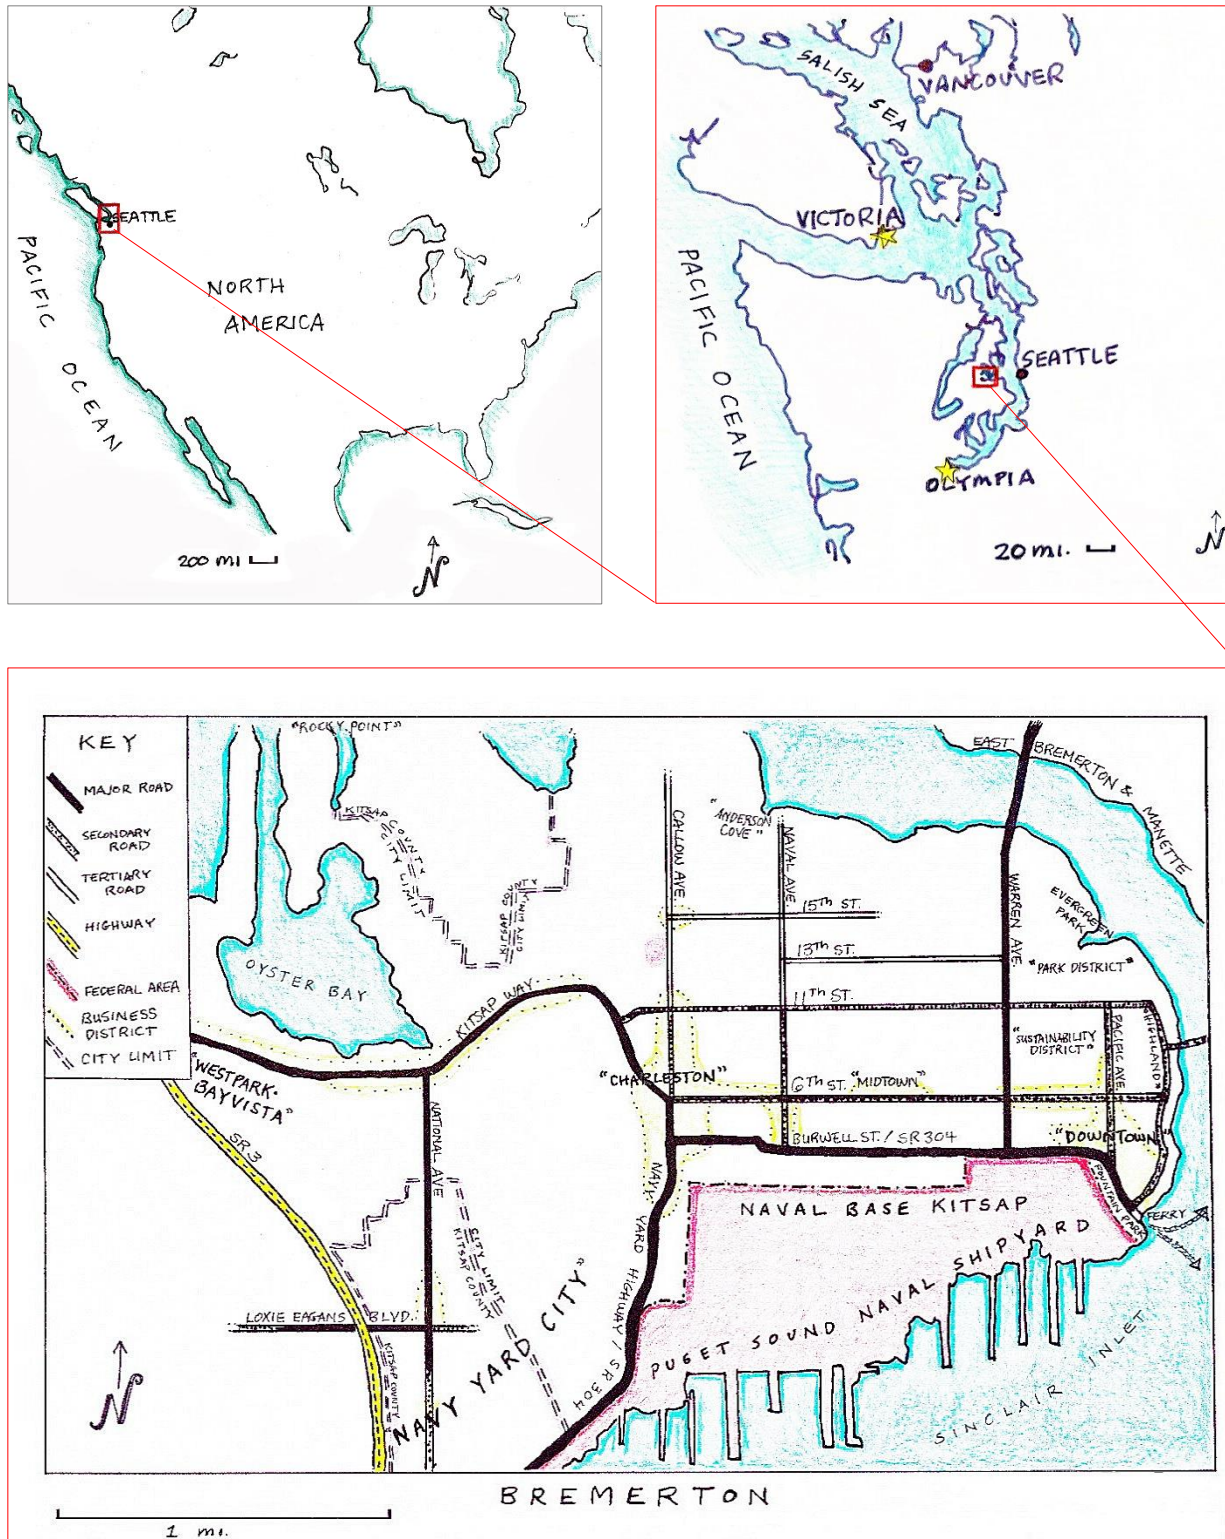 SEATTLE
PACIFIC OCEAN
NORTH
AMERICA
200 mi
N
SALISH SEA
VANCOUVER
VICTORIA
PACIFIC OCEAN
SEATTLE
OLYMPIA
20 mi.
N
KEY
MAJOR ROAD
SECONDARY
ROAD
TERTIARY
ROAD
HIGHWAY
FEDERAL AREA
BUSINESS
DISTRICT
CITY LIMIT
"ROCKY POINT"
KITSAP COUNTY
CITY LIMIT
KITSAP COUNTY
CITY LIMIT
OYSTER BAY
KITSAP WAY
"WESTPARK-
BAYVISTA"
SR 3
NATIONAL AVE
CITY LIMIT
KITSAP COUNTY
LOXIE EAGANS BLVD.
KITSAP COUNTY
NAVY YARD CITY"
NAVY YARD HIGHWAY / SR 304
CALLOW AVE.
"ANDERSON
COVE"
NAVAL AVE.
15TH ST.
13TH ST.
11TH ST.
WARREN AVE.
EAST BREMERTON & MANETTE
EVERGREEN
PARK
"PARK DISTRICT"
"SUSTAINABILITY
DISTRICT"
PACIFIC AVE.
HIGHLAND
"CHARLESTON"
6TH ST.
"MIDTOWN"
BURWELL ST. / SR 304
"DOWNTOWN"
FOUNTAIN PARK
FERRY
NAVAL BASE KITSAP
PUGET SOUND NAVAL SHIPYARD
SINCLAIR INLET
N
BREMERTON
1 mi.